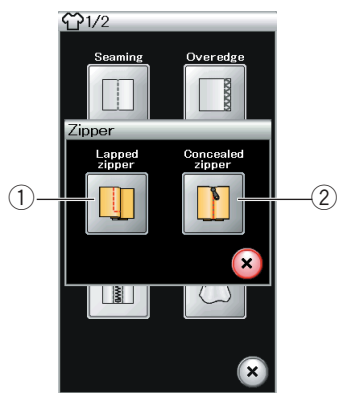 1/2
Seaming Overedge
Zipper
Lapped Concealed
zipper zipper
① ②